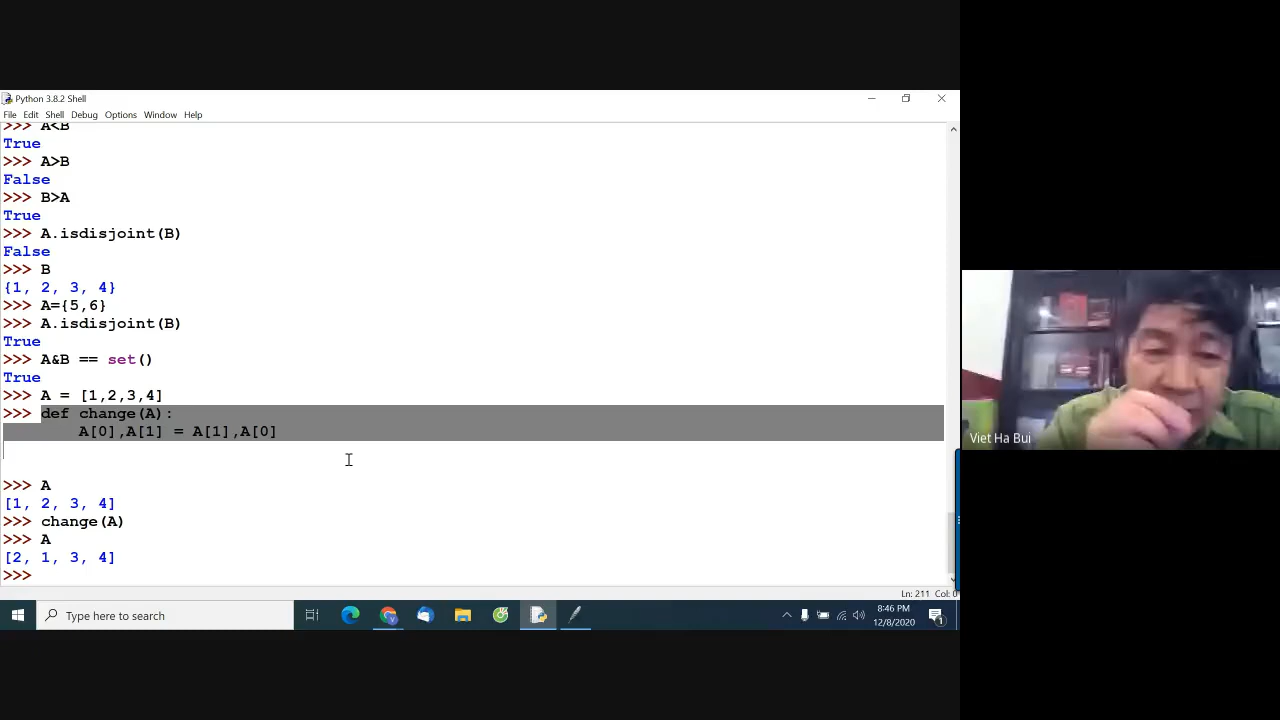 Python 3.8.2 Shell
File Edit Shell Debug Options Window Help
>>> A<B
True
>>> A>B
False
>>> B>A
True
>>> A.isdisjoint(B)
False
>>> B
{1, 2, 3, 4}
>>> A={5,6}
>>> A.isdisjoint(B)
True
>>> A&B == set()
True
>>> A = [1,2,3,4]
>>> def change(A):
        A[0],A[1] = A[1],A[0]
>>> A
[1, 2, 3, 4]
>>> change(A)
>>> A
[2, 1, 3, 4]
>>>
Ln: 211 Col: 0
Type here to search
8:46 PM
12/8/2020
1
Viet Ha Bui